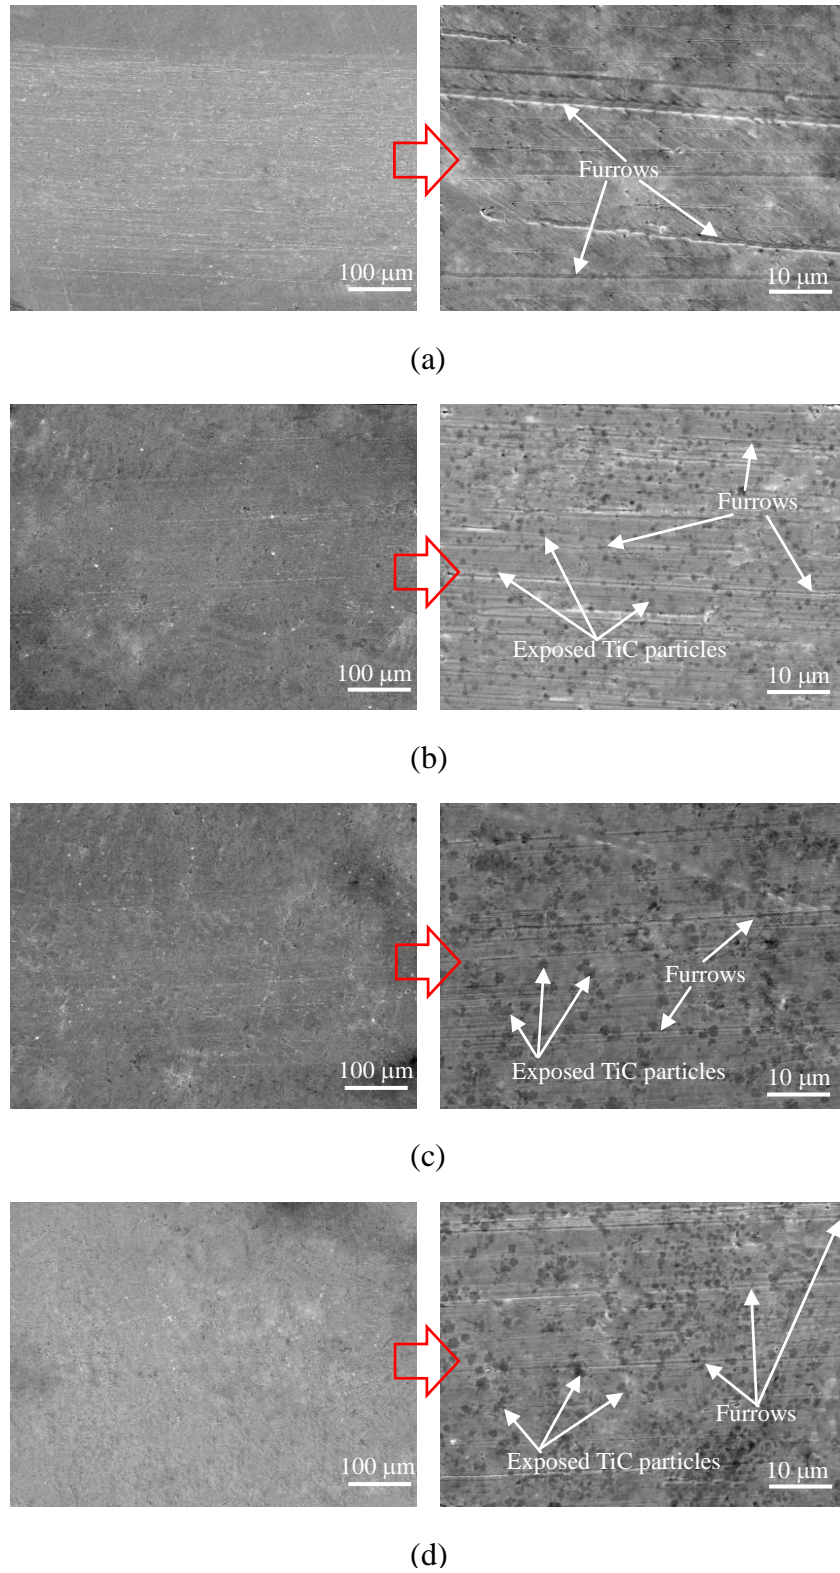 Furrows
100 μm
10 μm
(a)
Furrows
Exposed TiC particles
100 μm
10 μm
(b)
Furrows
Exposed TiC particles
100 μm
10 μm
(c)
Furrows
Exposed TiC particles
100 μm
10 μm
(d)